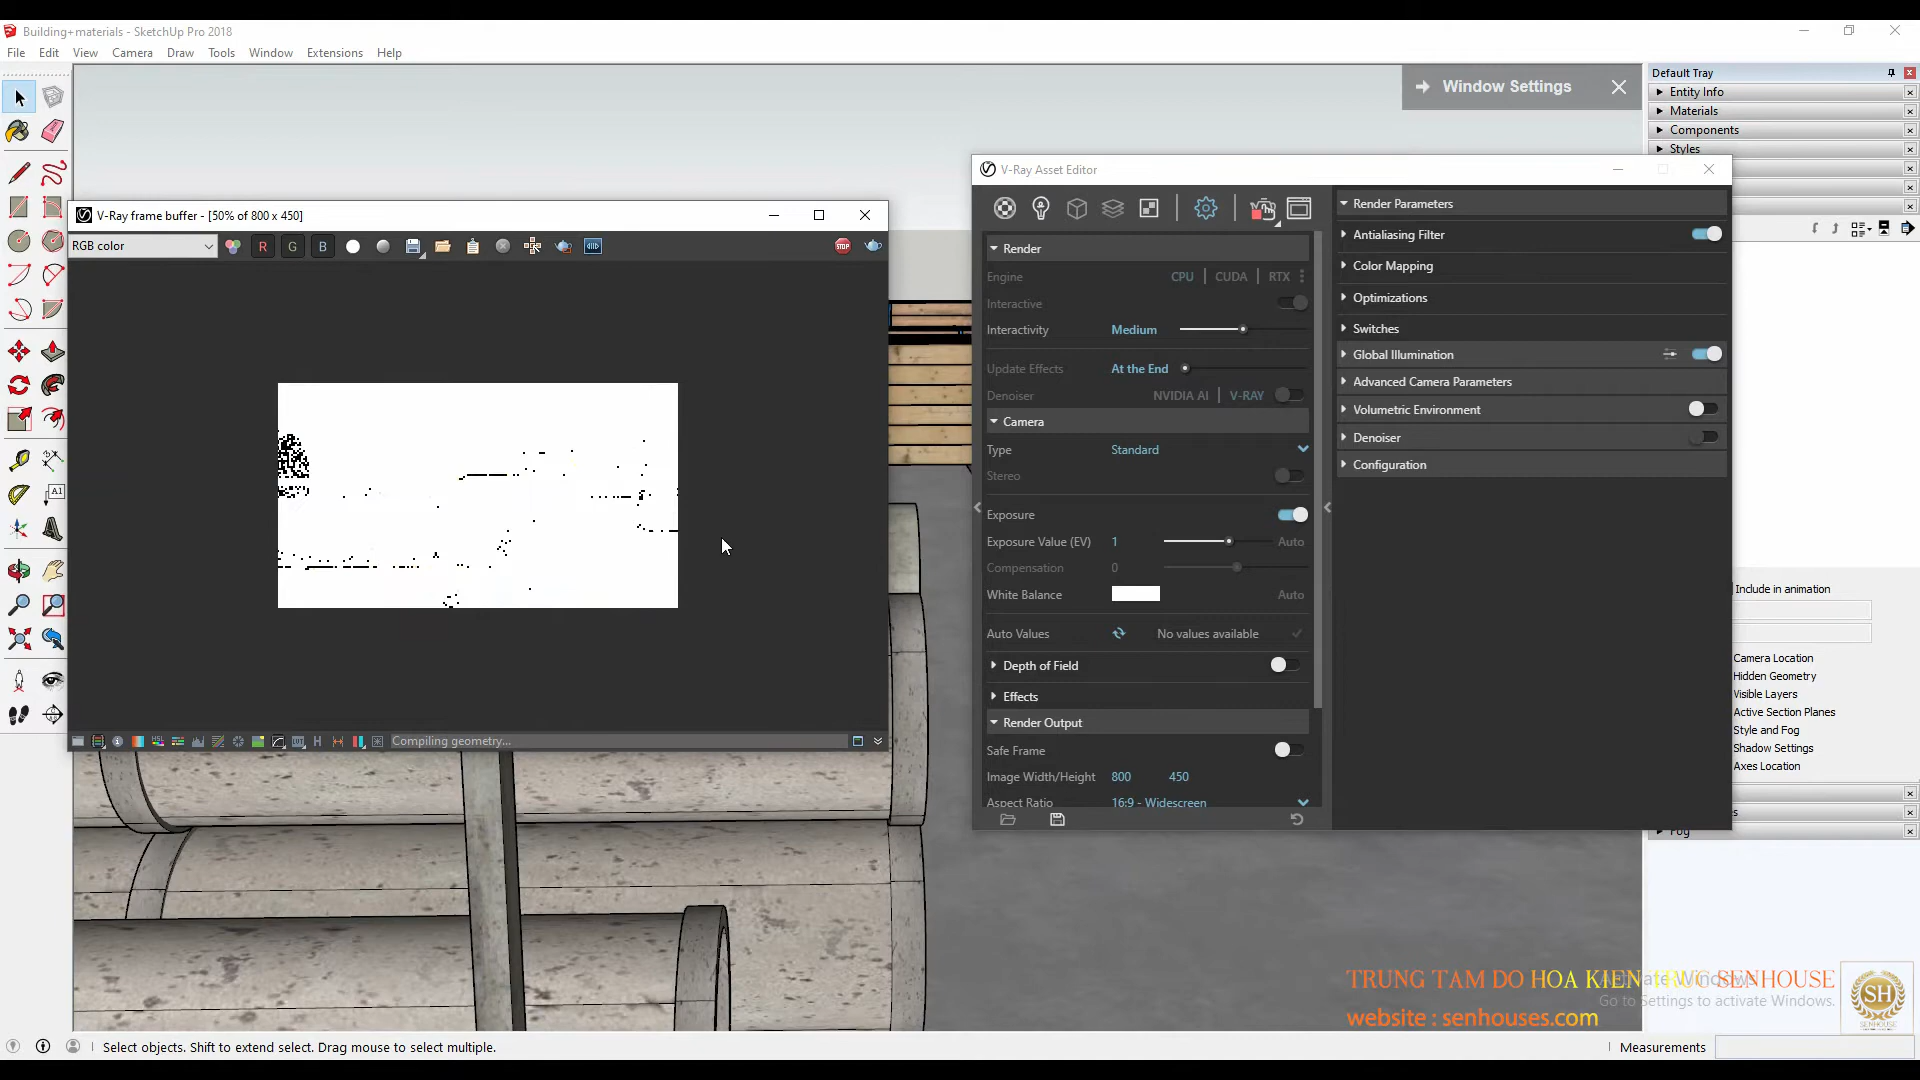 Building+materials - SketchUp Pro 2018
File Edit View Camera Draw Tools Window Extensions Help
Window Settings
Default Tray
Entity Info
Materials
Components
Styles
V-Ray frame buffer - [50% of 800 x 450]
RGB color
R G B
STOP
Compiling geometry...
V-Ray Asset Editor
Render
Engine CPU | CUDA | RTX
Interactive
Interactivity Medium
Update Effects At the End
Denoiser NVIDIA AI | V-RAY
Camera
Type Standard
Stereo
Exposure
Exposure Value (EV) 1 Auto
Compensation 0
White Balance Auto
Auto Values No values available
Depth of Field
Effects
Render Output
Safe Frame
Image Width/Height 800 450
Aspect Ratio 16:9 - Widescreen
Render Parameters
Antialiasing Filter
Color Mapping
Optimizations
Switches
Global Illumination
Advanced Camera Parameters
Volumetric Environment
Denoiser
Configuration
Include in animation
Camera Location
Hidden Geometry
Visible Layers
Active Section Planes
Style and Fog
Shadow Settings
Axes Location
Fog
A1
TRUNG TAM DO HOA KIEN TRUC SENHOUSE
website : senhouses.com
Activate Windows
Go to Settings to activate Windows.
SH
SENHOUSE
Select objects. Shift to extend select. Drag mouse to select multiple.
Measurements